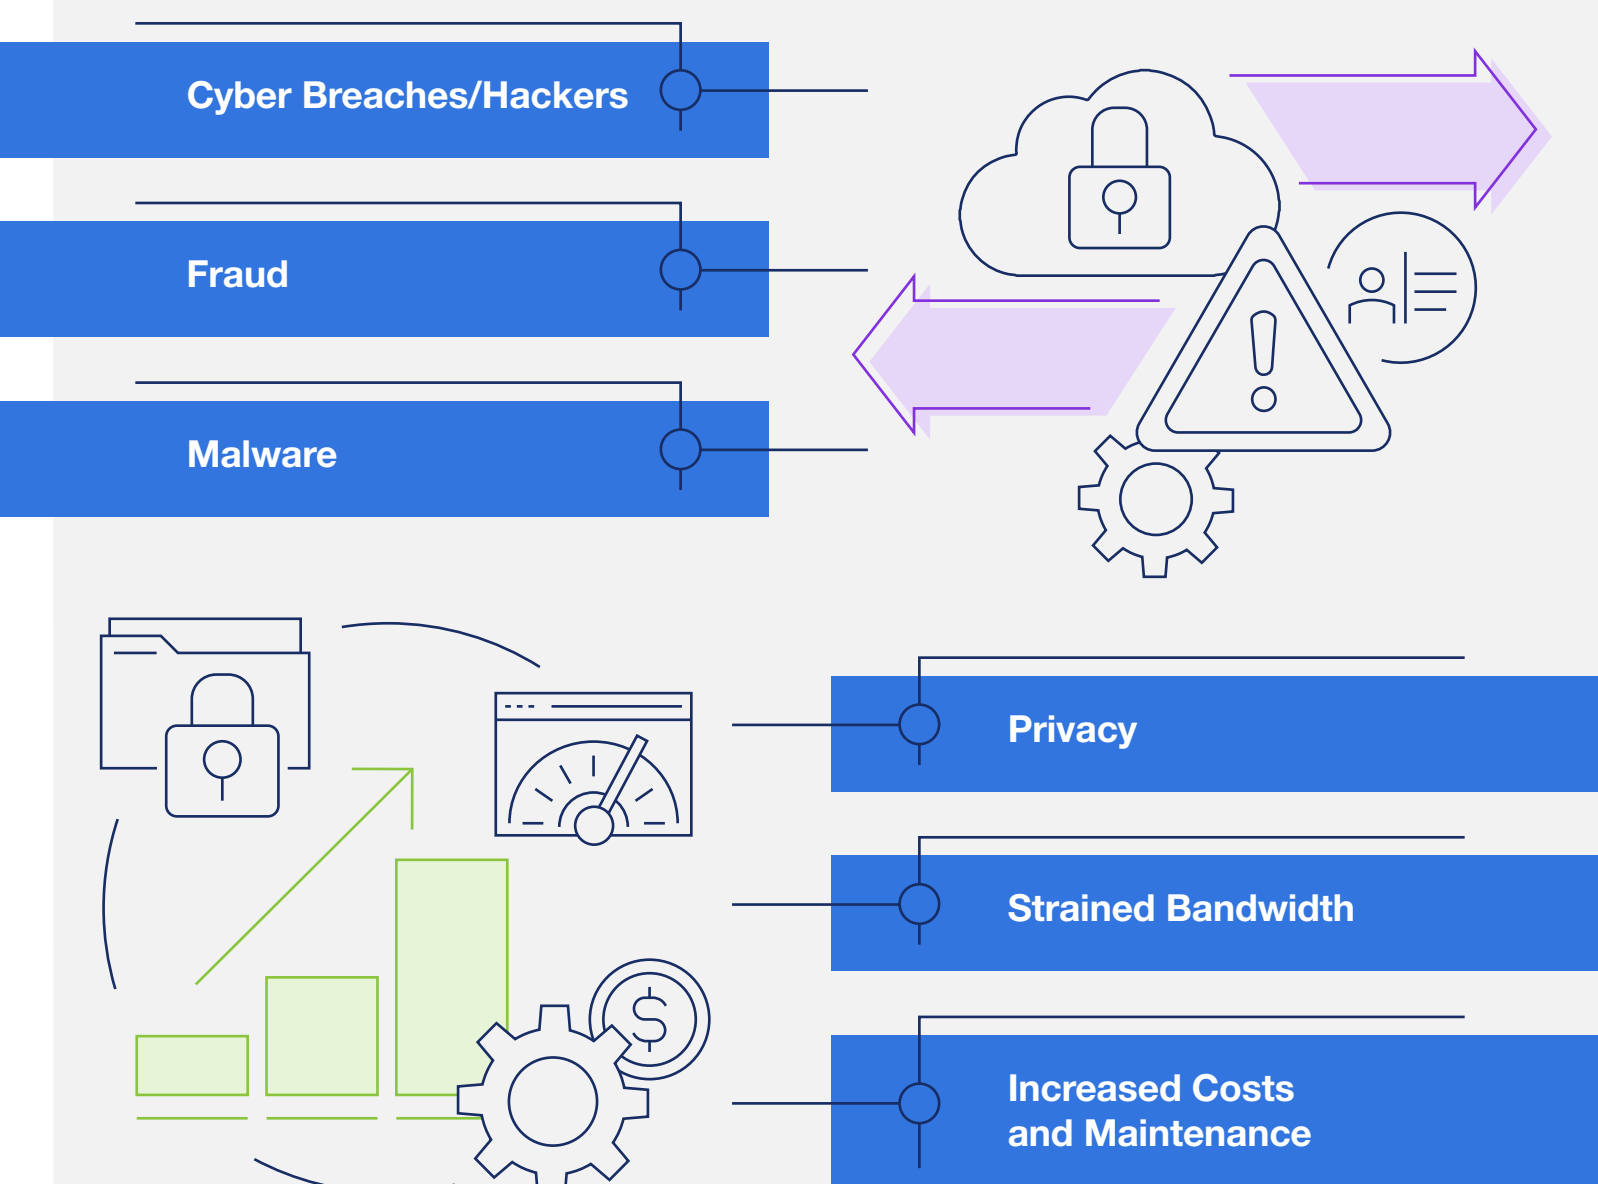 Cyber Breaches/Hackers
Fraud
Malware
Privacy
Strained Bandwidth
Increased Costs
and Maintenance